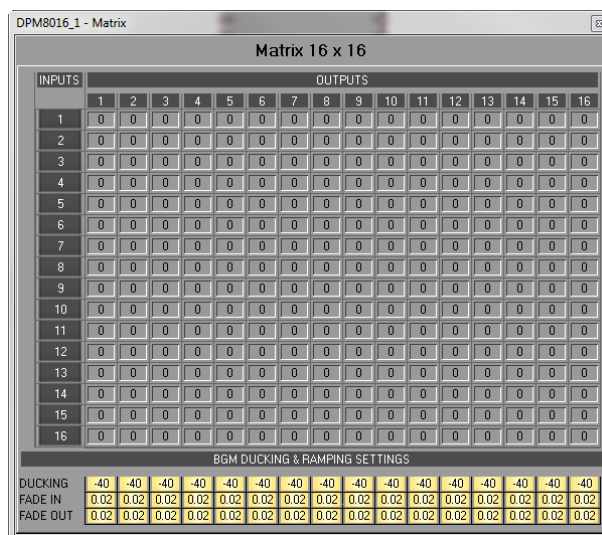 DPM8016_1 - Matrix
Matrix 16 x 16
INPUTS OUTPUTS
1 2 3 4 5 6 7 8 9 10 11 12 13 14 15 16
1 0 0 0 0 0 0 0 0 0 0 0 0 0 0 0 0
2 0 0 0 0 0 0 0 0 0 0 0 0 0 0 0 0
3 0 0 0 0 0 0 0 0 0 0 0 0 0 0 0 0
4 0 0 0 0 0 0 0 0 0 0 0 0 0 0 0 0
5 0 0 0 0 0 0 0 0 0 0 0 0 0 0 0 0
6 0 0 0 0 0 0 0 0 0 0 0 0 0 0 0 0
7 0 0 0 0 0 0 0 0 0 0 0 0 0 0 0 0
8 0 0 0 0 0 0 0 0 0 0 0 0 0 0 0 0
9 0 0 0 0 0 0 0 0 0 0 0 0 0 0 0 0
10 0 0 0 0 0 0 0 0 0 0 0 0 0 0 0 0
11 0 0 0 0 0 0 0 0 0 0 0 0 0 0 0 0
12 0 0 0 0 0 0 0 0 0 0 0 0 0 0 0 0
13 0 0 0 0 0 0 0 0 0 0 0 0 0 0 0 0
14 0 0 0 0 0 0 0 0 0 0 0 0 0 0 0 0
15 0 0 0 0 0 0 0 0 0 0 0 0 0 0 0 0
16 0 0 0 0 0 0 0 0 0 0 0 0 0 0 0 0
BGM DUCKING & RAMPING SETTINGS
DUCKING -40 -40 -40 -40 -40 -40 -40 -40 -40 -40 -40 -40 -40 -40 -40 -40
FADE IN 0.02 0.02 0.02 0.02 0.02 0.02 0.02 0.02 0.02 0.02 0.02 0.02 0.02 0.02 0.02 0.02
FADE OUT 0.02 0.02 0.02 0.02 0.02 0.02 0.02 0.02 0.02 0.02 0.02 0.02 0.02 0.02 0.02 0.02